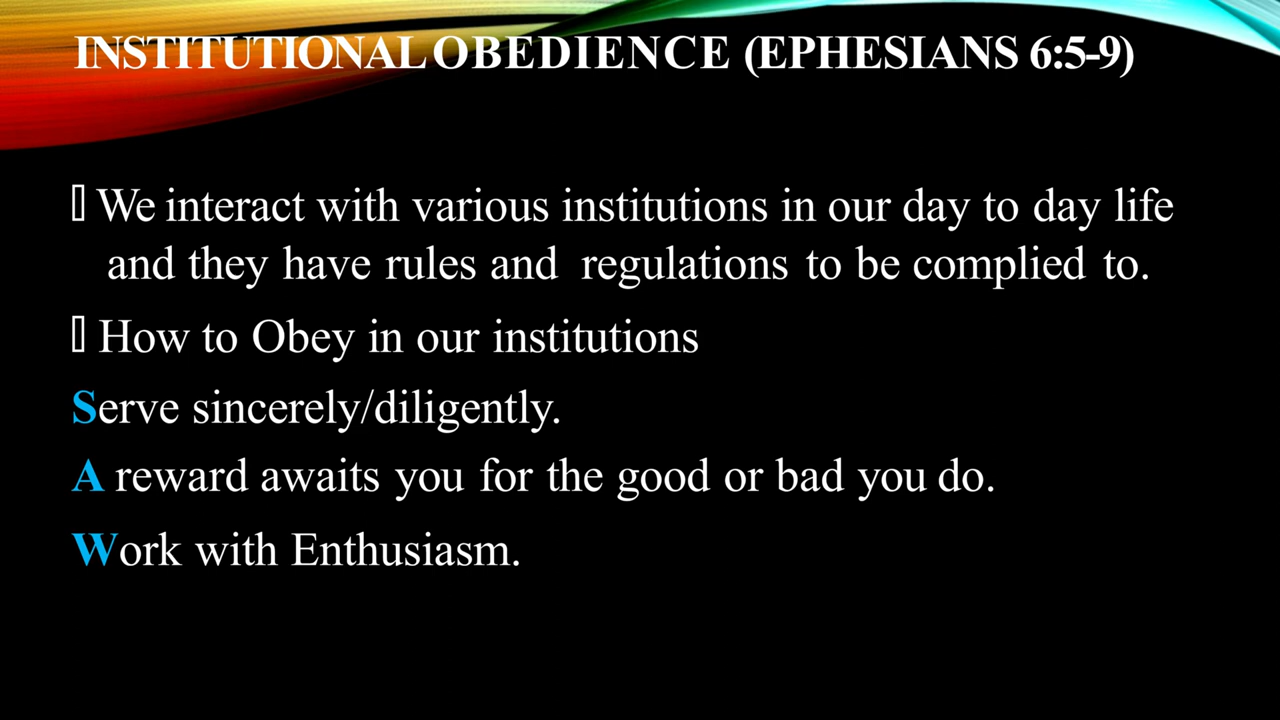 INSTITUTIONAL OBEDIENCE (EPHESIANS 6:5-9)
We interact with various institutions in our day to day life
and they have rules and regulations to be complied to.
How to Obey in our institutions
Serve sincerely/diligently.
A reward awaits you for the good or bad you do.
Work with Enthusiasm.